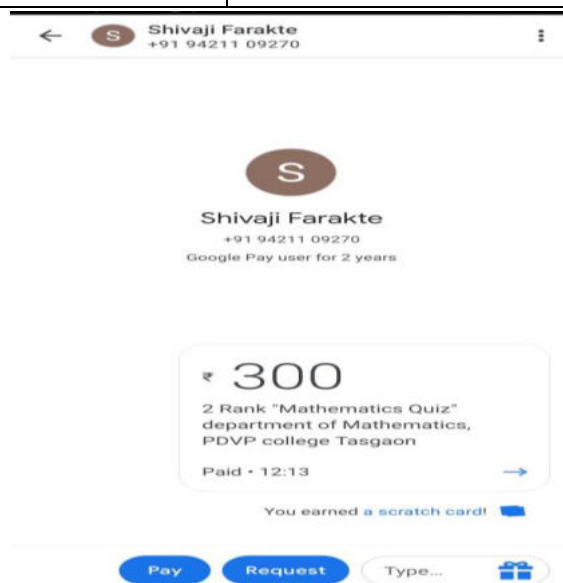 S
Shivaji Farakte
+91 94211 09270
S
Shivaji Farakte
+91 94211 09270
Google Pay user for 2 years
₹ 300
2 Rank "Mathematics Quiz"
department of Mathematics,
PDVP college Tasgaon
Paid • 12:13
You earned a scratch card!
Pay Request Type...